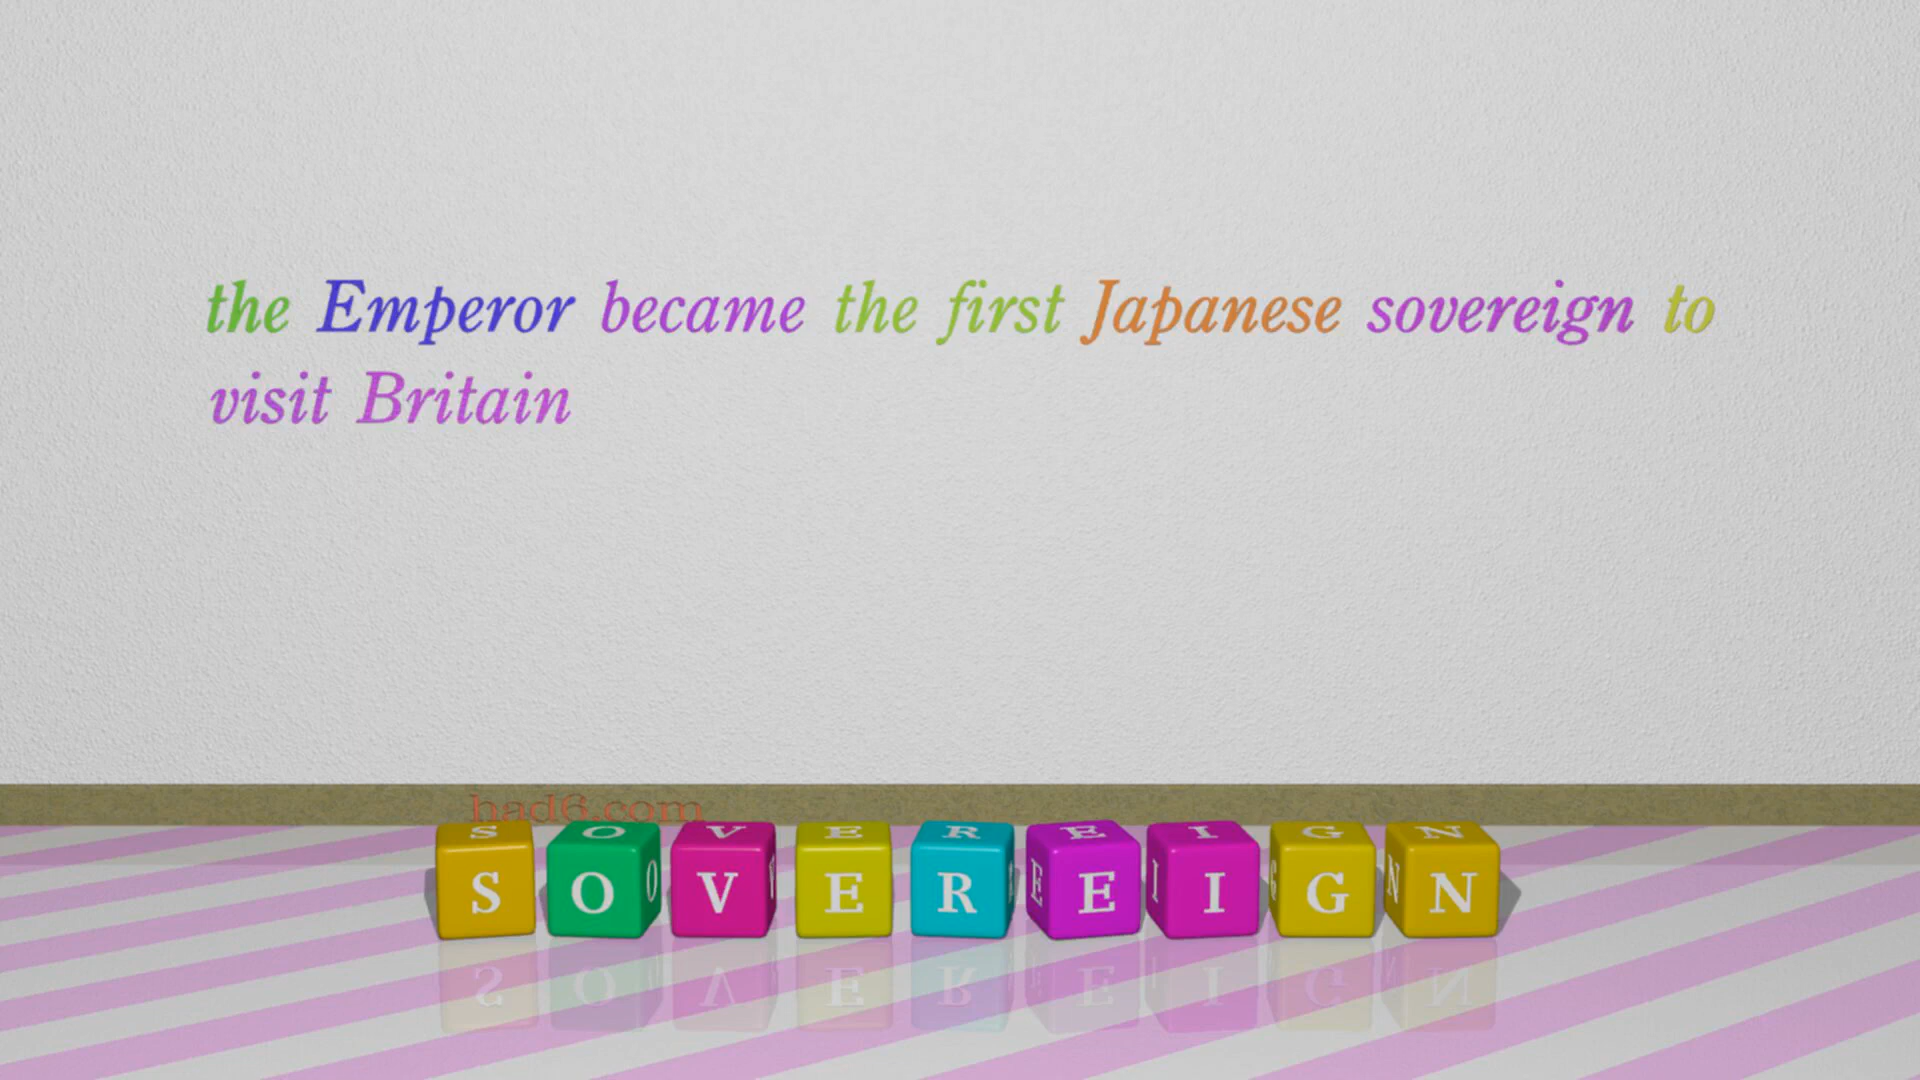 the Emperor became the first Japanese sovereign to
visit Britain
had6.com
SOVEREIGN